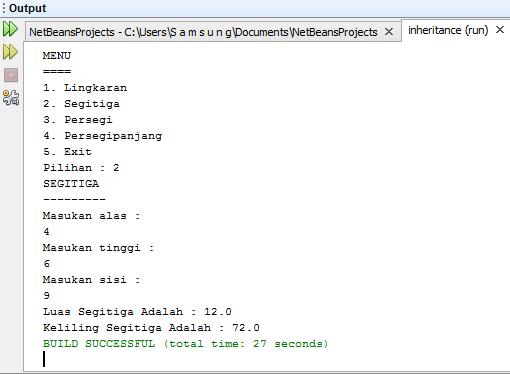 Output
NetBeansProjects - C:\Users\S a m s u n g\Documents\NetBeansProjects
inheritance (run)
MENU
====
1. Lingkaran
2. Segitiga
3. Persegi
4. Persegipanjang
5. Exit
Pilihan : 2
SEGITIGA
---------
Masukan alas :
4
Masukan tinggi :
6
Masukan sisi :
9
Luas Segitiga Adalah : 12.0
Keliling Segitiga Adalah : 72.0
BUILD SUCCESSFUL (total time: 27 seconds)